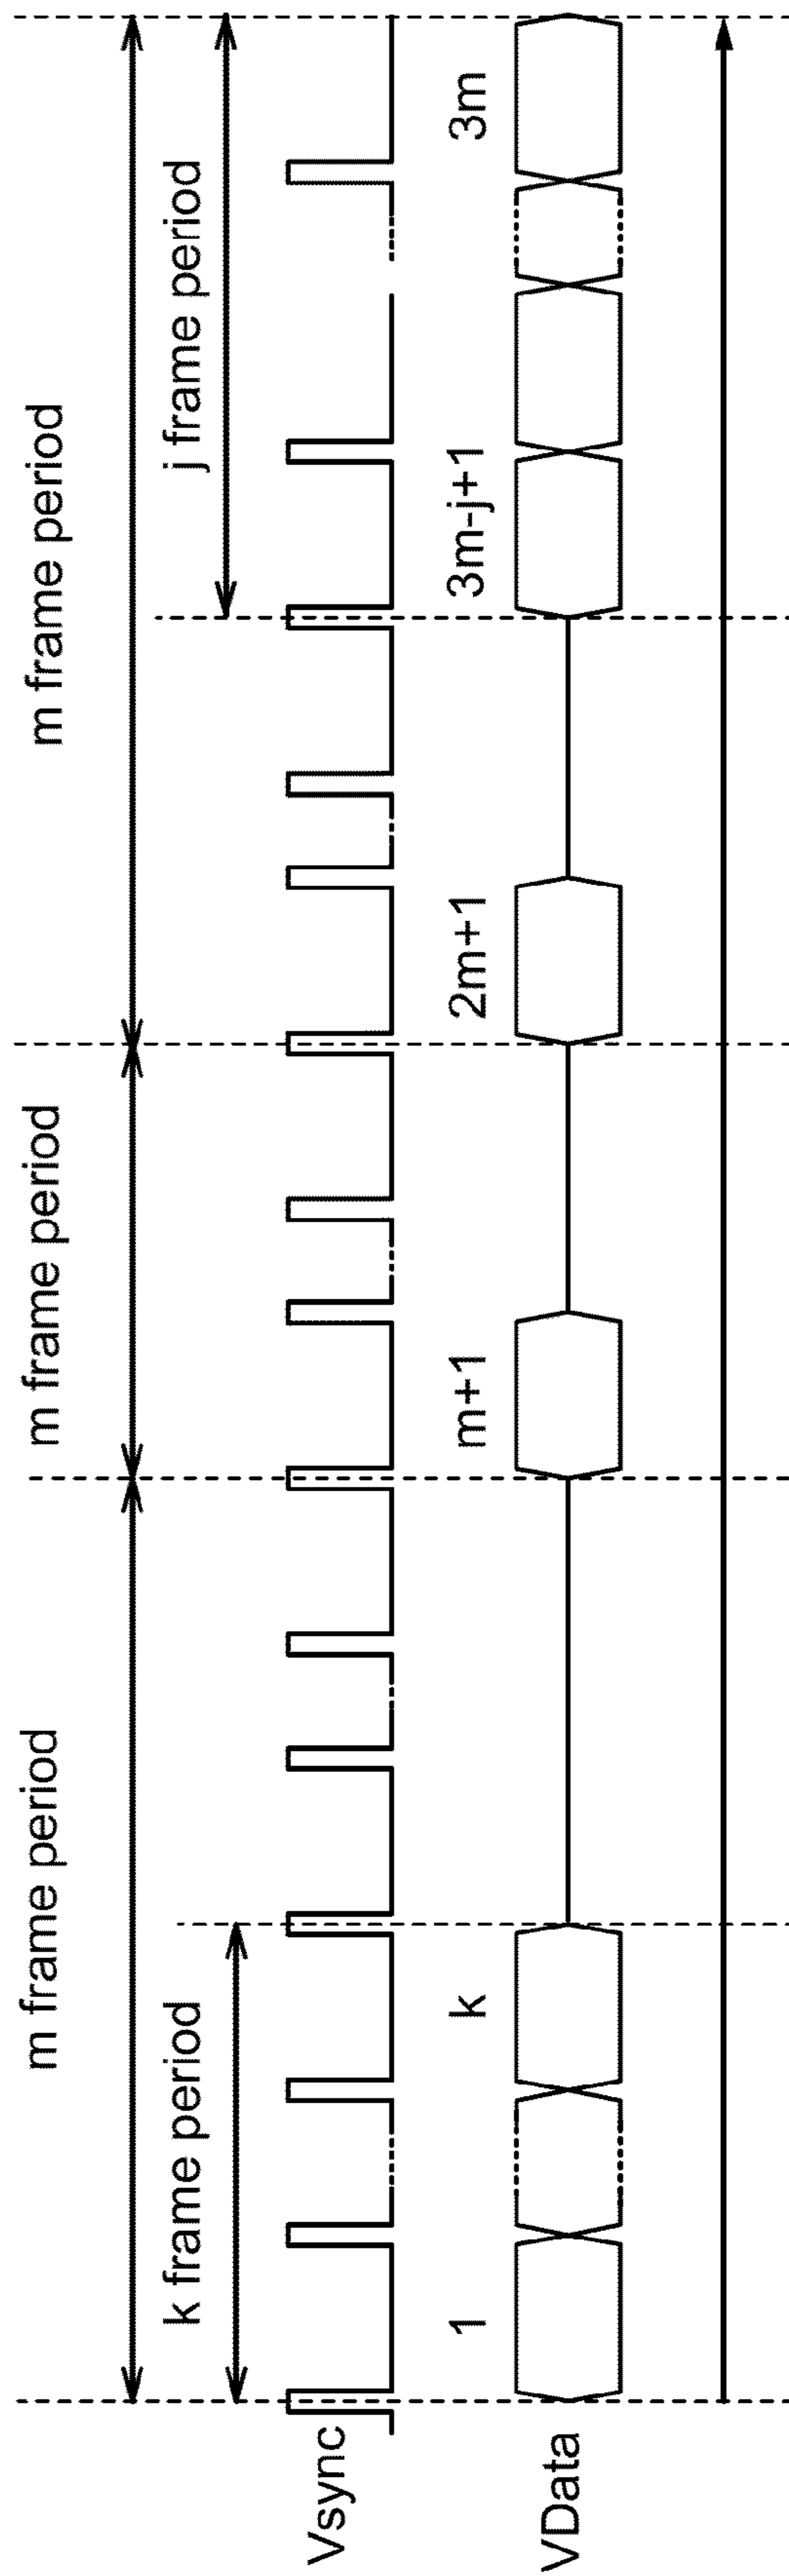 m frame period
m frame period
m frame period
k frame period
j frame period
Vsync
1
k
m+1
2m+1
3m-j+1
3m
VData